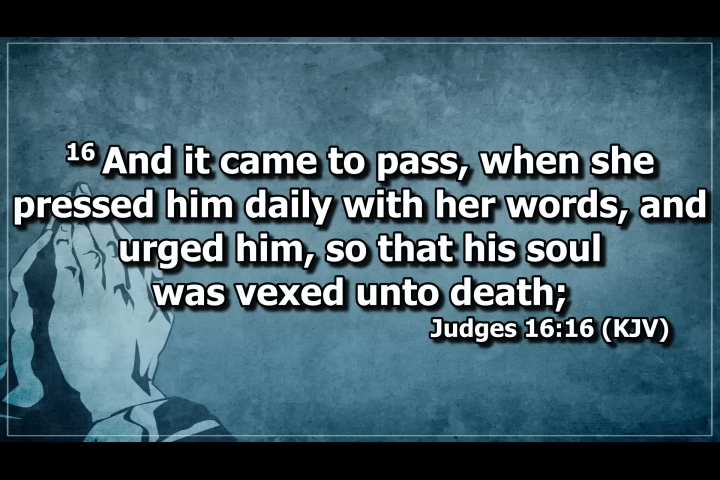 16 And it came to pass, when she
pressed him daily with her words, and
urged him, so that his soul
was vexed unto death;
Judges 16:16 (KJV)